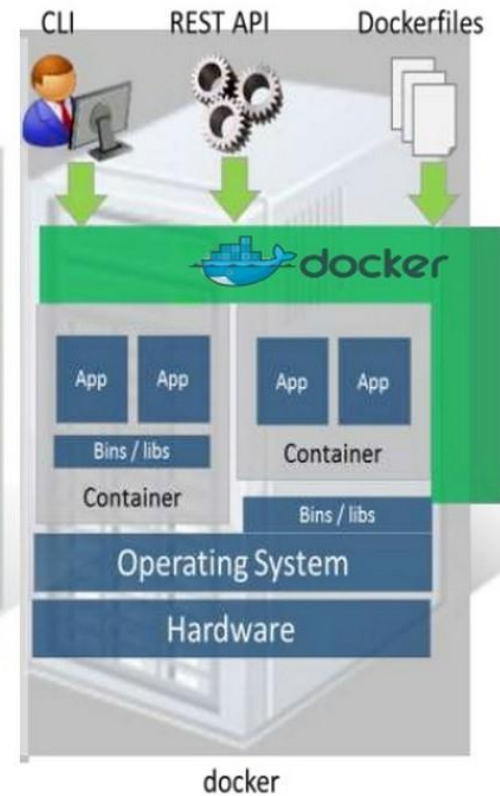 CLI REST API Dockerfiles
docker
App App App App
Bins / libs
Container
Container
Bins / libs
Operating System
Hardware
docker